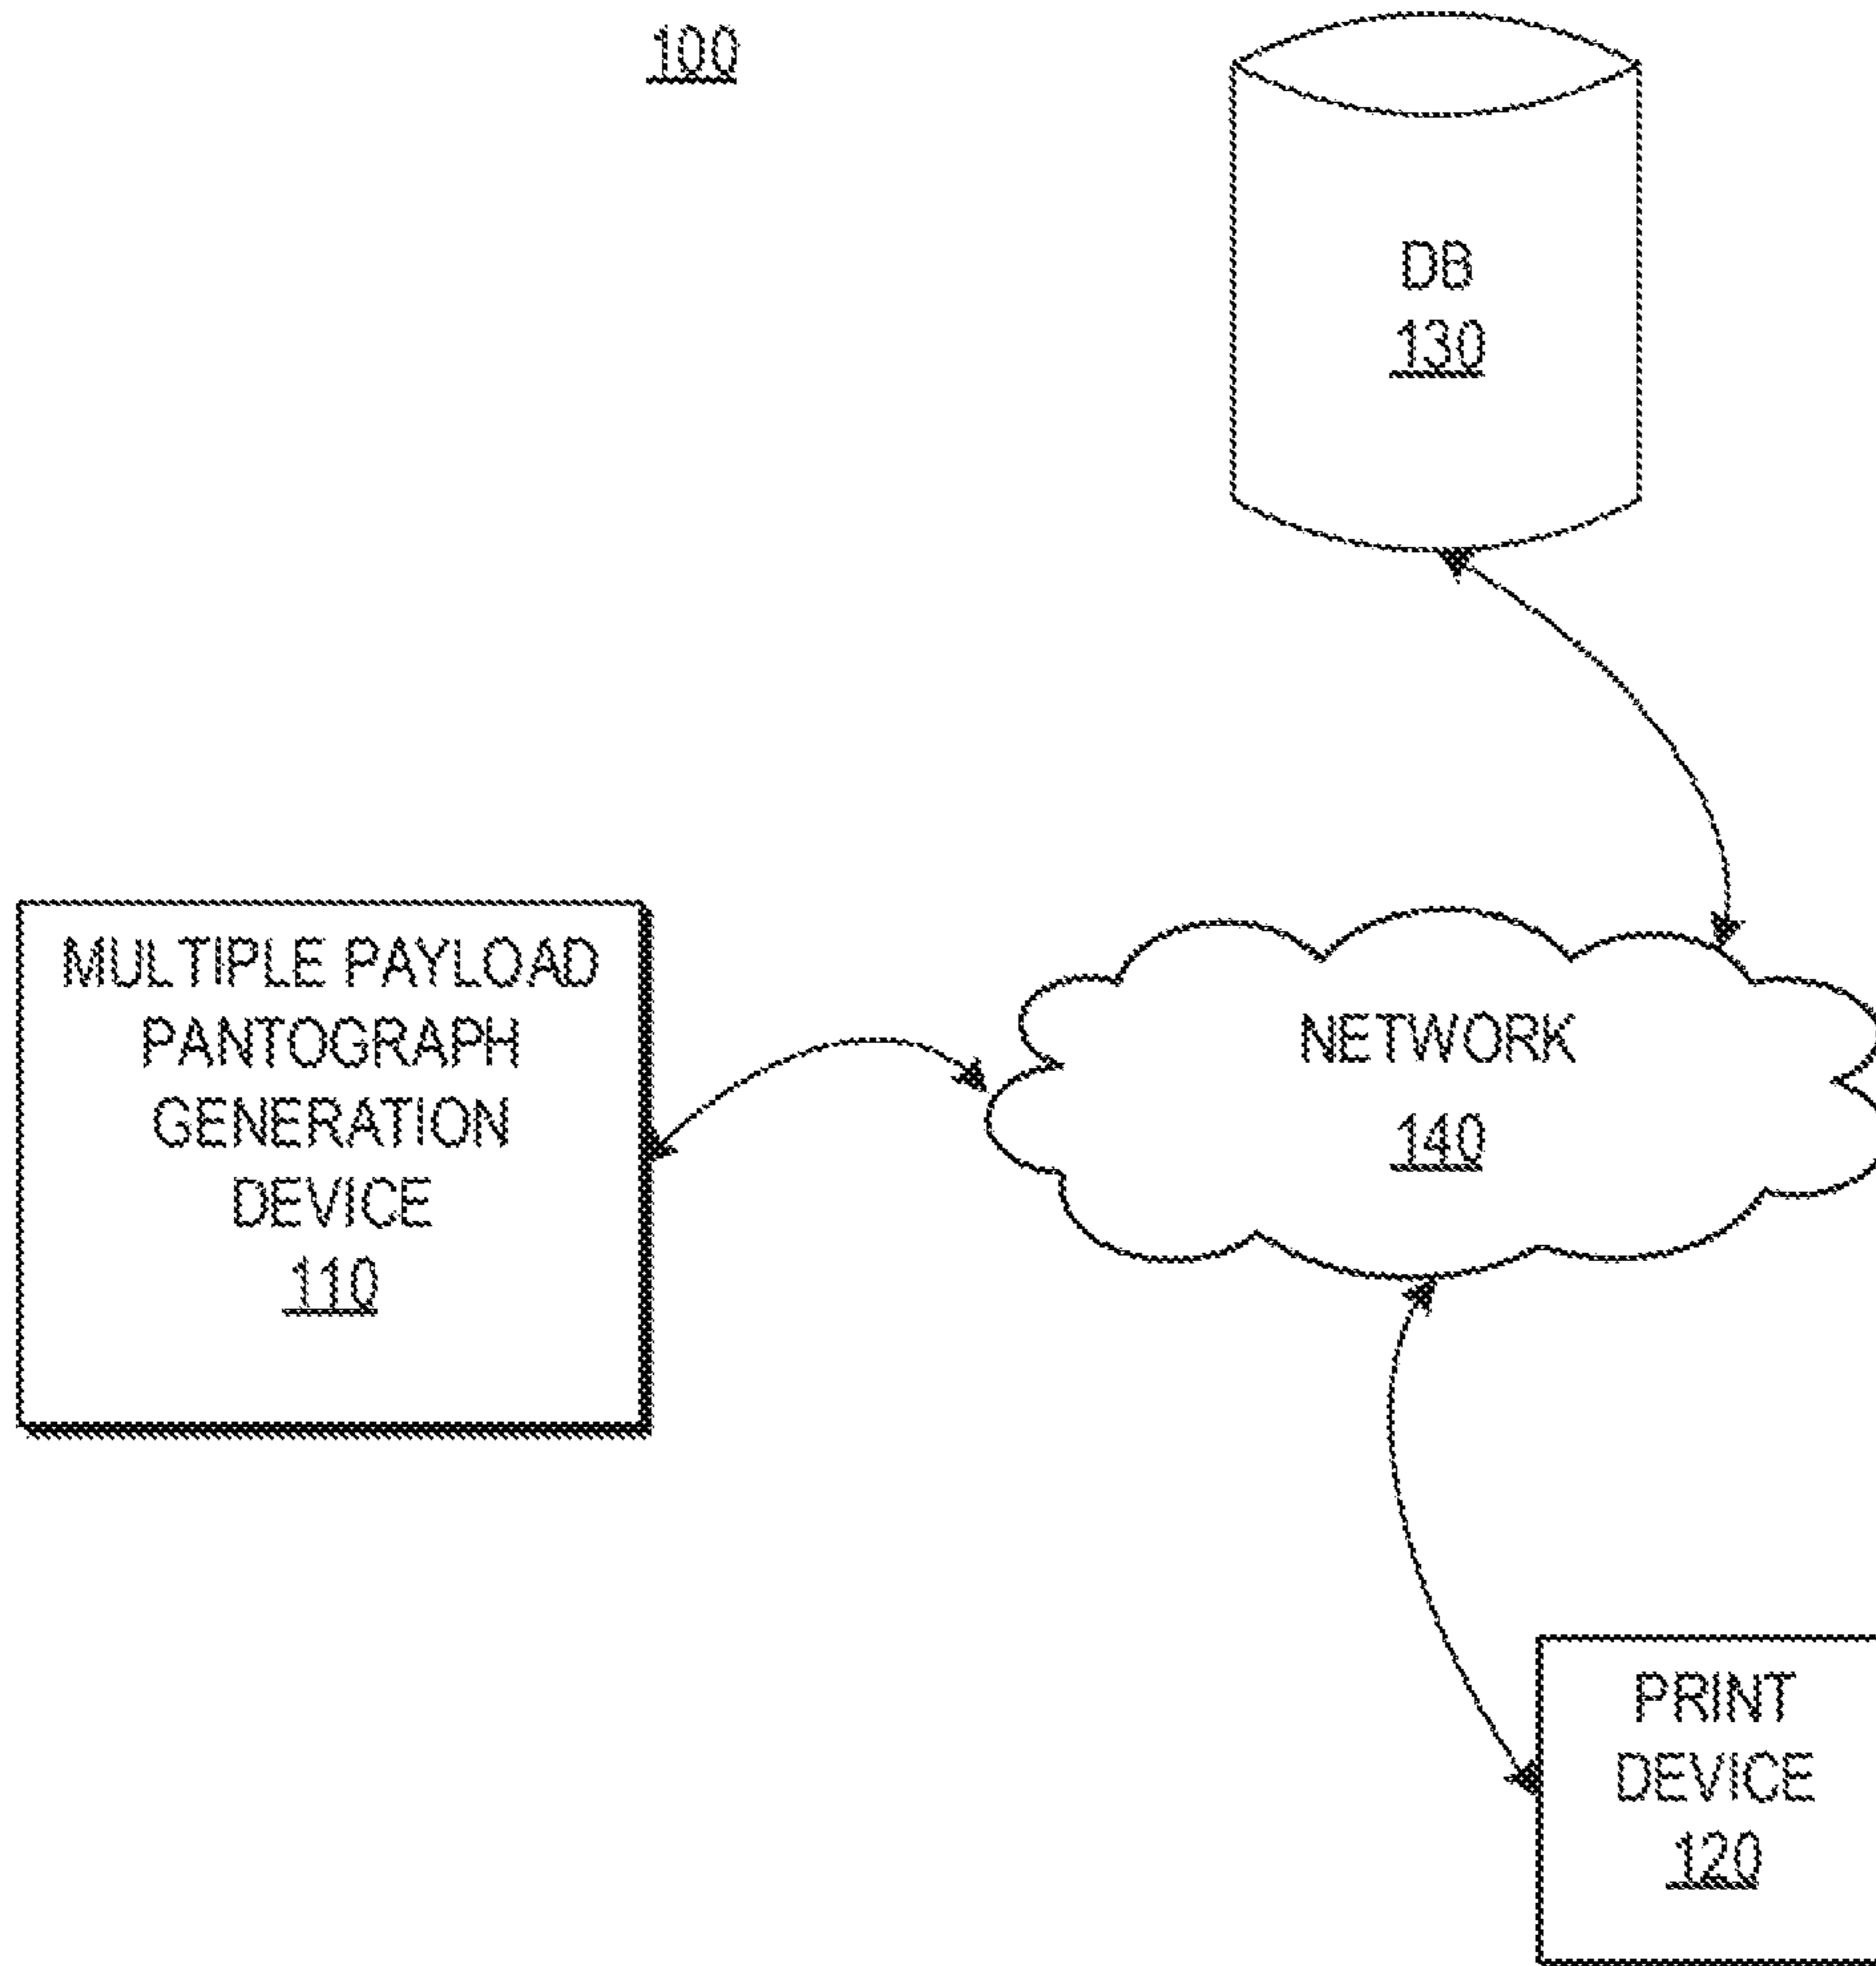 100
DB
130
MULTIPLE PAYLOAD
PANTOGRAPH
GENERATION
DEVICE
110
NETWORK
140
PRINT
DEVICE
120